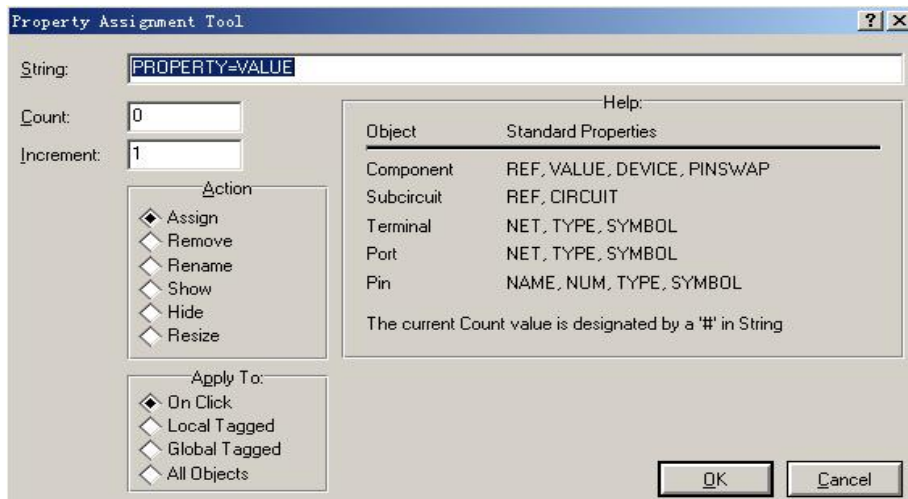 Property Assignment Tool
String:
PROPERTY=VALUE
Count:
0
Increment:
1
Action
Assign
Remove
Rename
Show
Hide
Resize
Apply To:
On Click
Local Tagged
Global Tagged
All Objects
Help:
Object Standard Properties
Component REF, VALUE, DEVICE, PINSWAP
Subcircuit REF, CIRCUIT
Terminal NET, TYPE, SYMBOL
Port NET, TYPE, SYMBOL
Pin NAME, NUM, TYPE, SYMBOL
The current Count value is designated by a '#' in String
OK
Cancel